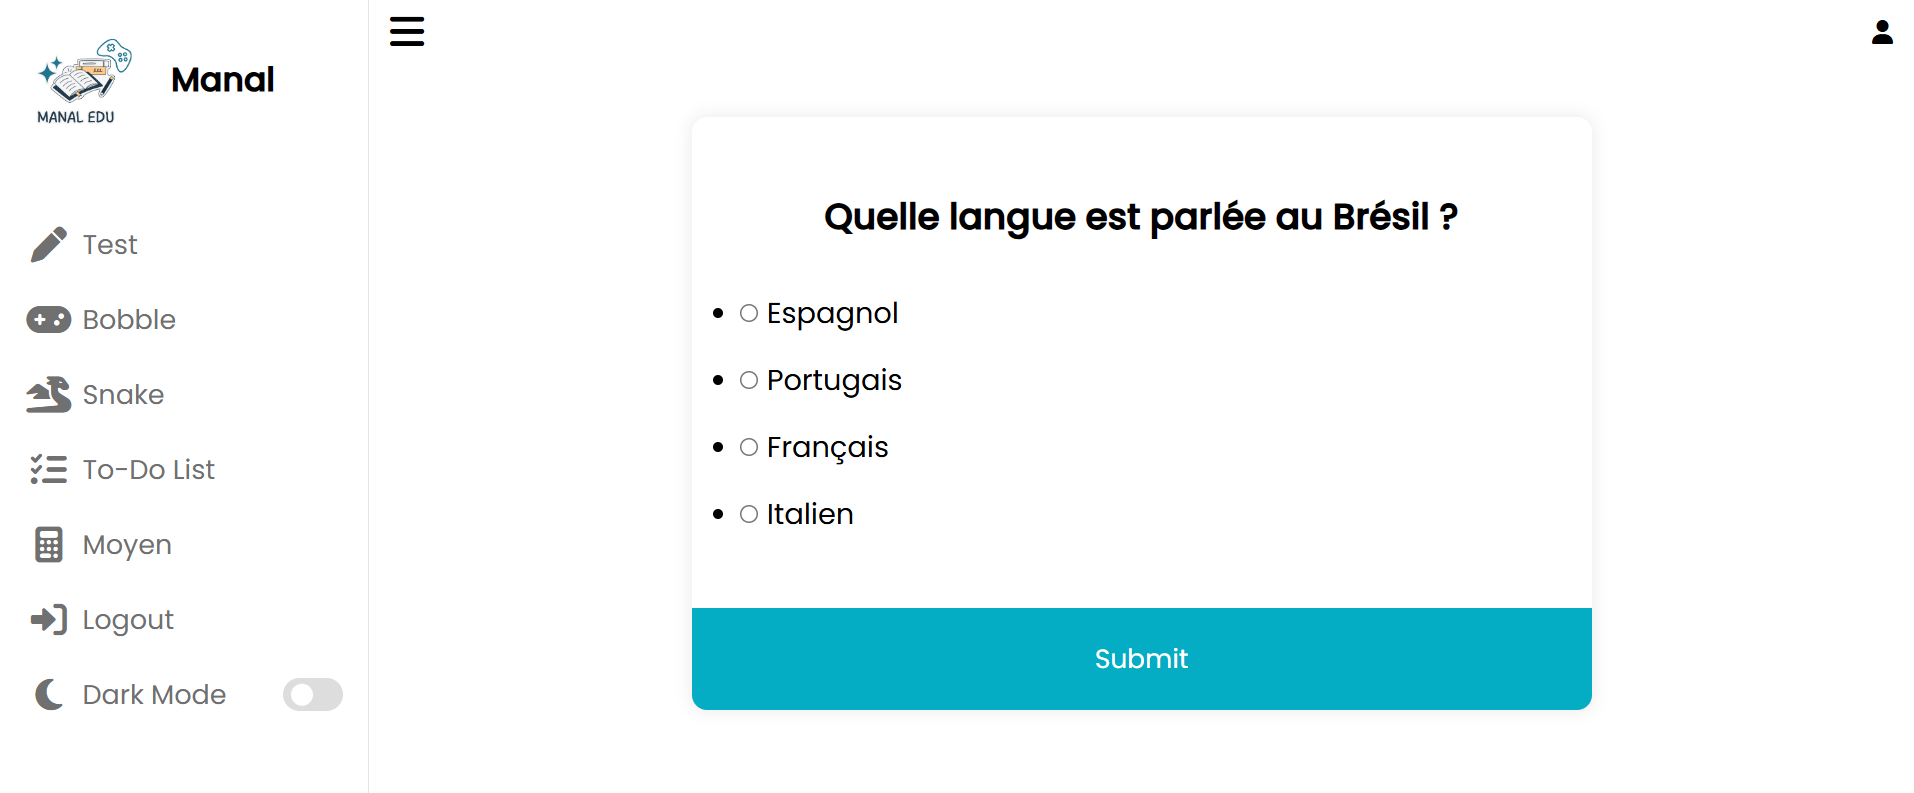 MANAL EDU
Manal
Test
Bobble
Snake
To-Do List
Moyen
Logout
Dark Mode
Quelle langue est parlée au Brésil ?
Espagnol
Portugais
Français
Italien
Submit